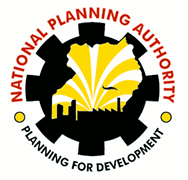 NATIONAL PLANNING AUTHORITY
PLANNING FOR DEVELOPMENT